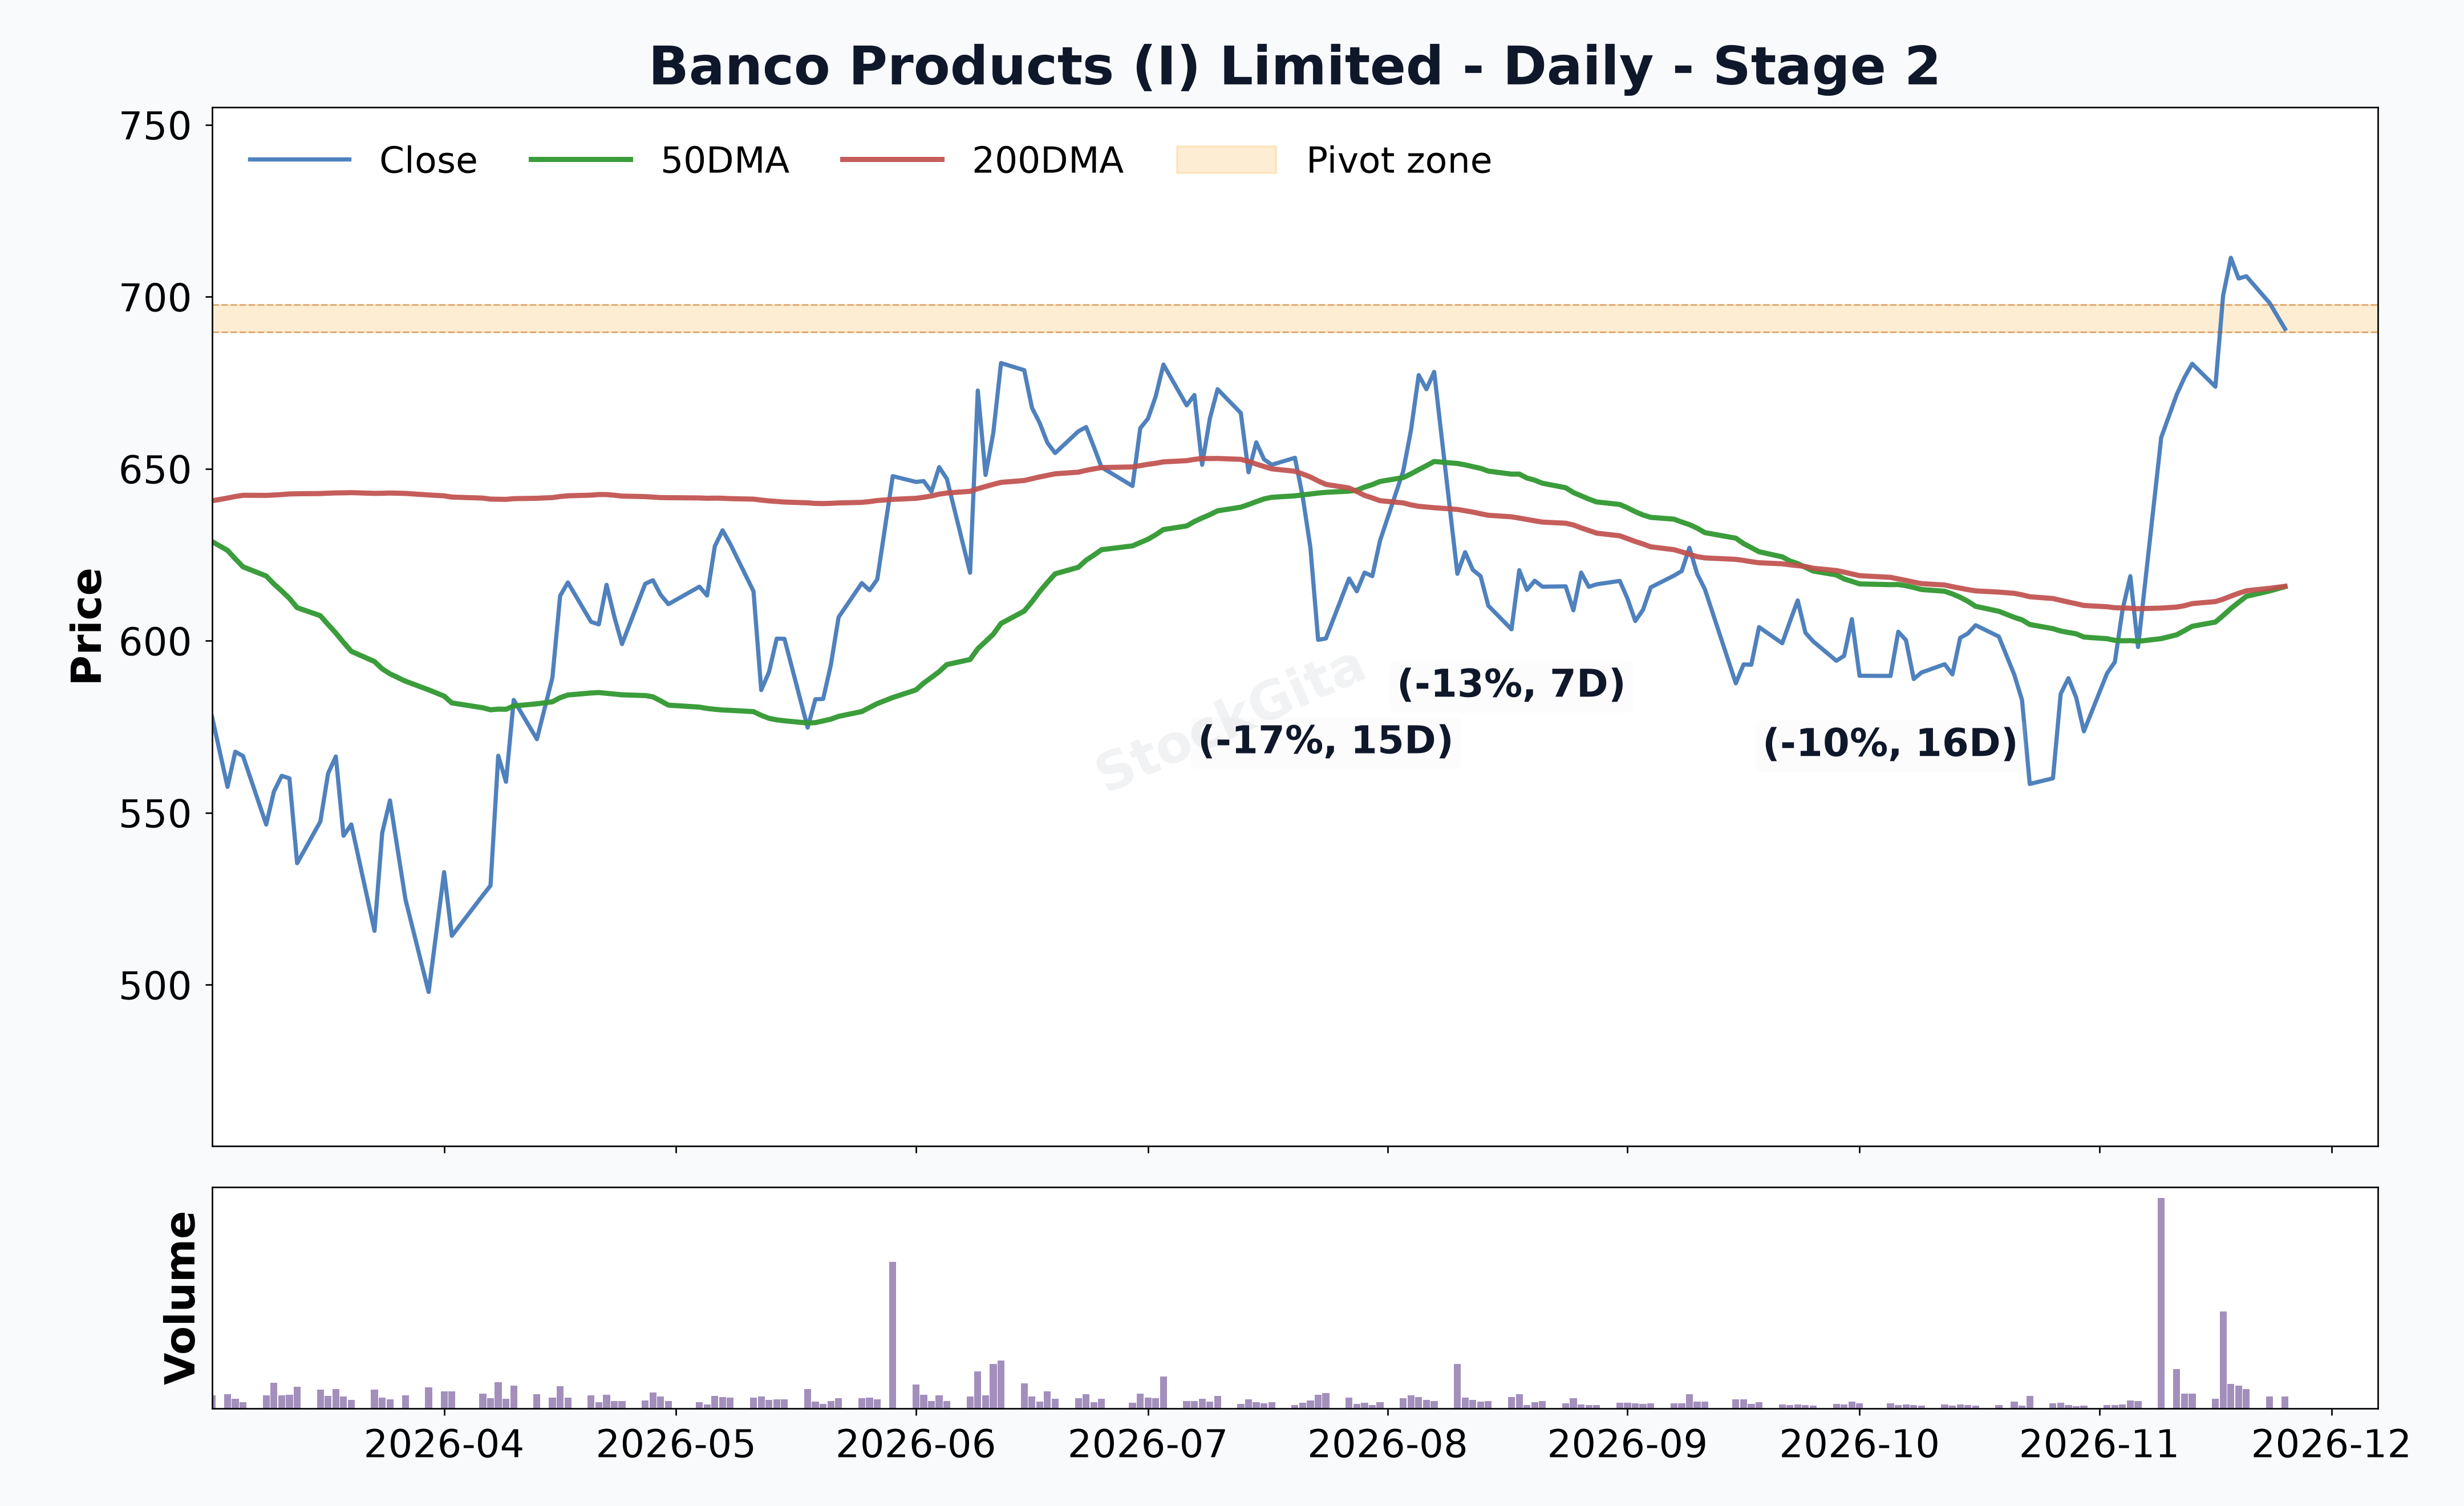 Banco Products (I) Limited - Daily - Stage 2
Close 50DMA 200DMA Pivot zone
750
700
650
600
550
500
Price
StockGita
(-13%, 7D)
(-17%, 15D)
(-10%, 16D)
Volume
2026-04 2026-05 2026-06 2026-07 2026-08 2026-09 2026-10 2026-11 2026-12